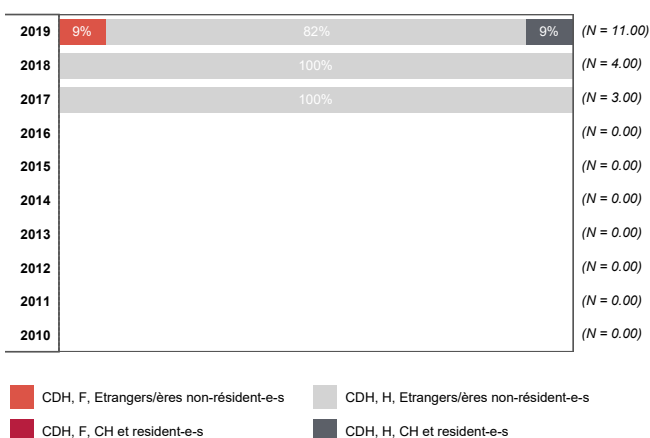 2019 9% 82% 9% (N = 11.00)
2018 100% (N = 4.00)
2017 100% (N = 3.00)
2016 (N = 0.00)
2015 (N = 0.00)
2014 (N = 0.00)
2013 (N = 0.00)
2012 (N = 0.00)
2011 (N = 0.00)
2010 (N = 0.00)
CDH, F, Etrangers/ères non-résident-e-s CDH, H, Etrangers/ères non-résident-e-s
CDH, F, CH et resident-e-s CDH, H, CH et resident-e-s